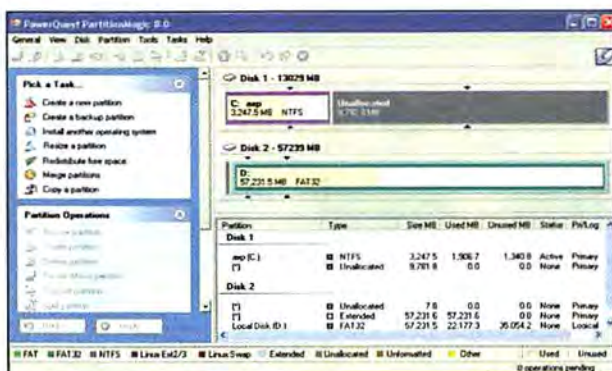 PowerQuest PartitionMagic 8.0
General View Disk Partition Tools Tasks Help
Pick a Task...
Create a new partition
Create a backup partition
Install another operating system
Resize a partition
Redistribute free space
Merge partitions
Copy a partition
Partition Operations
Disk 1 - 13029 MB
C: aep
3,247.5 MB NTFS
Unallocated
Disk 2 - 57239 MB
D:
57,231.5 MB FAT32
Partition Type Size MB Used MB Unused MB Status Pri/Log
Disk 1
aep (C:) NTFS 3,247.5 1,906.7 1,340.8 Active Primary
(*) Unallocated 9,781.8 0.0 0.0 None Primary
Disk 2
(*) Unallocated 7.8 0.0 0.0 None Primary
(*) Extended 57,231.6 57,231.6 0.0 None Primary
Local Disk (D:) FAT32 57,231.5 22,177.3 35,054.2 None Logical
FAT FAT32 NTFS Linux Ext2/3 Linux Swap Extended Unallocated Unformatted Other Used Unused
0 operations pending